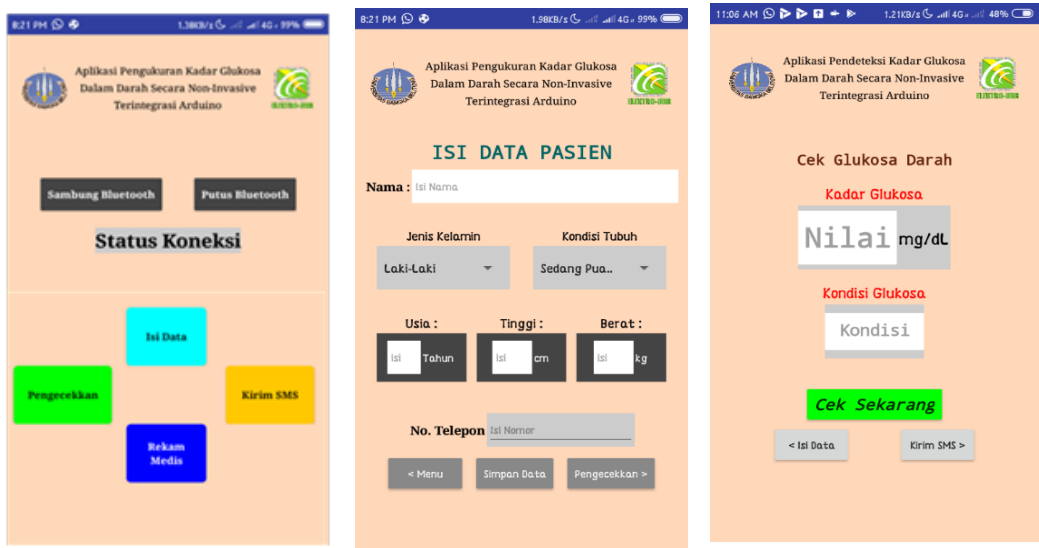 8:21 PM 1.38KB/s 4G 99%
Aplikasi Pengukuran Kadar Glukosa
Dalam Darah Secara Non-Invasive
Terintegrasi Arduino
Sambung Bluetooth
Putus Bluetooth
Status Koneksi
Isi Data
Pengecekkan
Kirim SMS
Rekam
Medis
8:21 PM 1.98KB/s 4G 99%
Aplikasi Pengukuran Kadar Glukosa
Dalam Darah Secara Non-Invasive
Terintegrasi Arduino
ISI DATA PASIEN
Nama : Isi Nama
Jenis Kelamin
Kondisi Tubuh
Laki-Laki
Sedang Pua...
Usia :
Tinggi :
Berat :
Isi Tahun
Isi cm
Isi kg
No. Telepon Isi Nomor
< Menu
Simpan Data
Pengecekkan >
11:06 AM 1.21KB/s 4G 48%
Aplikasi Pendeteksi Kadar Glukosa
Dalam Darah Secara Non-Invasive
Terintegrasi Arduino
Cek Glukosa Darah
Kadar Glukosa
Nilai mg/dL
Kondisi Glukosa
Kondisi
Cek Sekarang
< Isi Data
Kirim SMS >